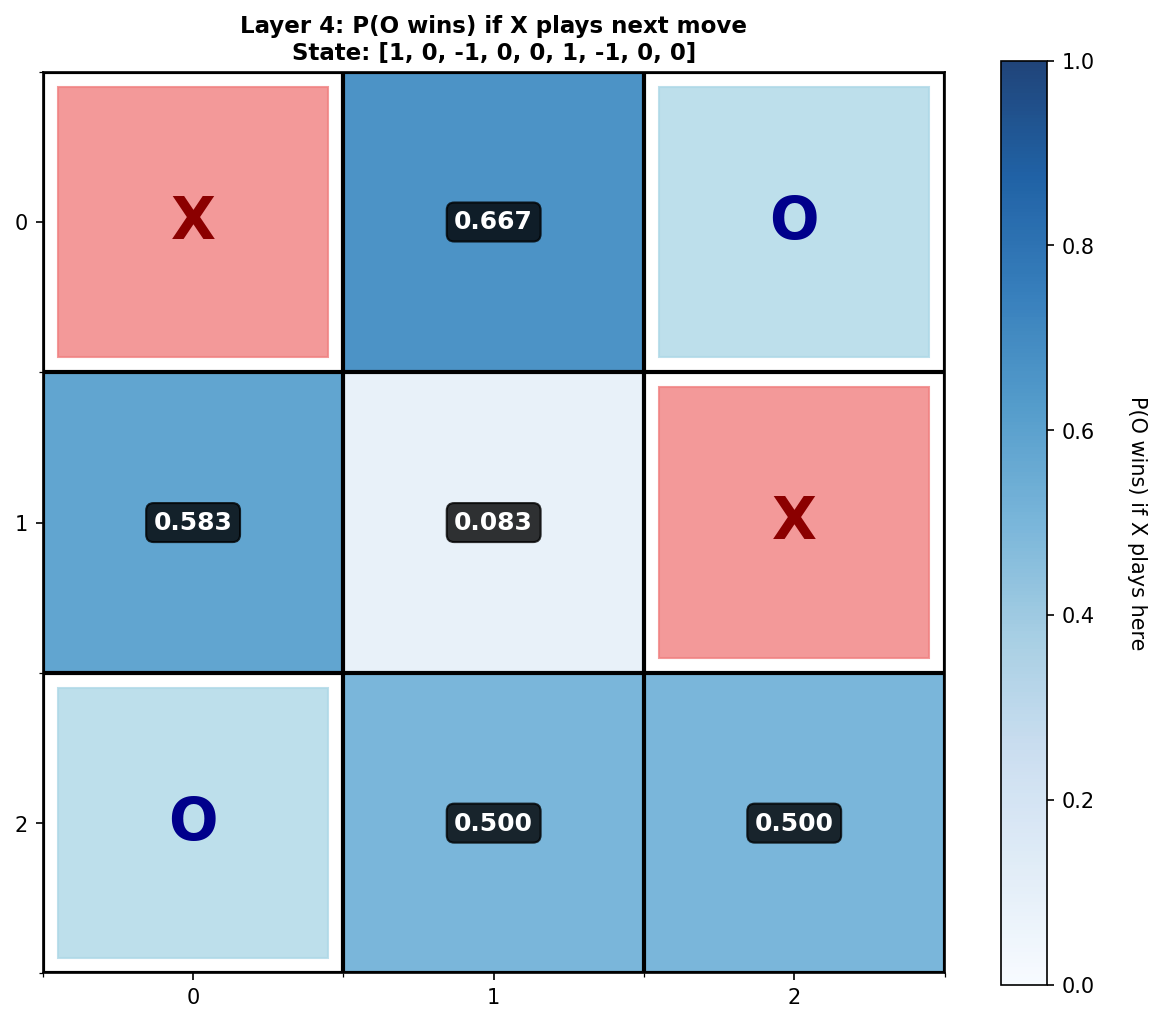 Layer 4: P(O wins) if X plays next move
State: [1, 0, -1, 0, 0, 1, -1, 0, 0]
1.0
0
X
0.667
O
0.8
0.6
1
0.583
0.083
X
P(O wins) if X plays here
0.4
0.2
2
O
0.500
0.500
0.0
0
1
2